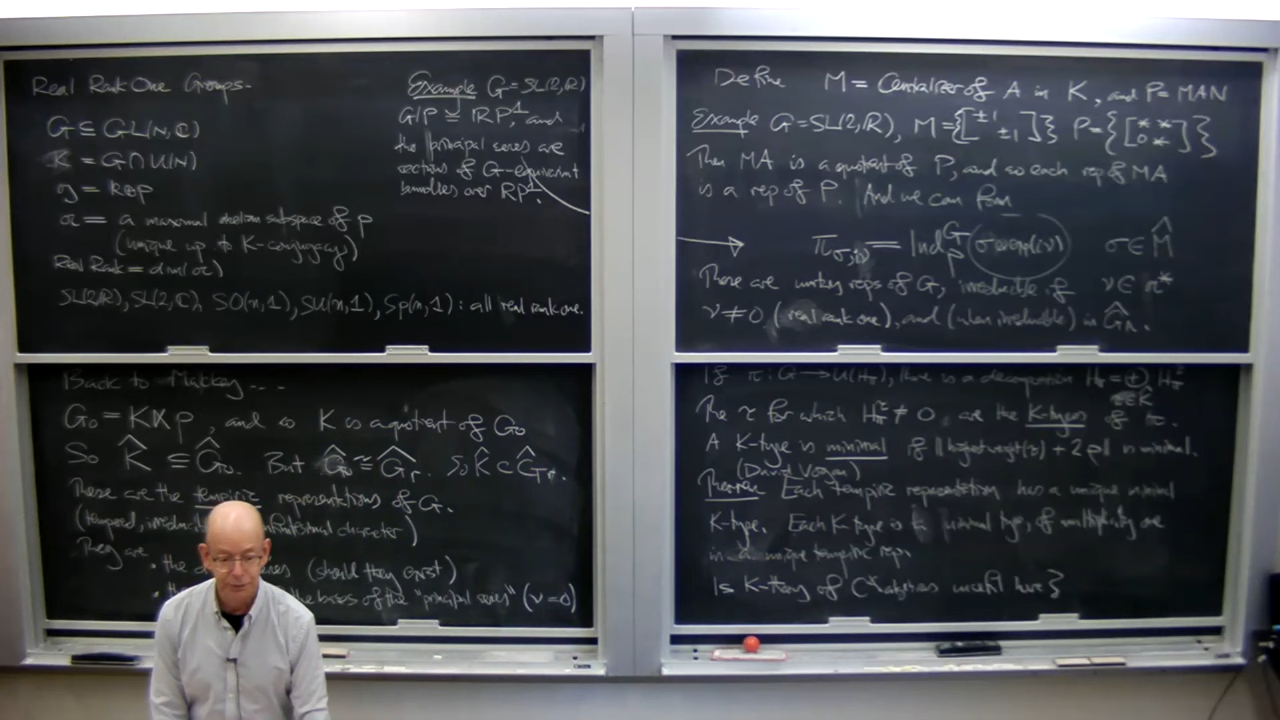 Real Rank One Groups-
G ⊆ GL(N, ℂ)
K = G ∩ U(N)
g = k⊕p
a = a maximal abelian subspace of p
(unique up to K-conjugacy)
Real Rank = dim(a)
SL(2,ℝ), SL(2,ℂ), SO(n,1), SU(n,1), Sp(n,1): all real rank one.
Example G = SL(2,ℝ)
G/P ≅ ℝP¹, and
the principal series are
sections of G-equivariant
bundles over ℝP¹.
Back to Mackey....
G₀ = K⋉p, and so K is a quotient of G₀
So K̂ ⊆ Ĝ₀. But Ĝ₀ ≅ Ĝr. So K̂ ⊂ Ĝr.
These are the tempiric representations of G.
(tempered, character)
They are
• the (should they exist)
• the bases of the "principal series" (ν=0)
Define M = Centralizer of A in K, and P = MAN
Example G = SL(2,ℝ), M = {[±1 ±1]} P = {[* * 0 *]}
Then MA is a quotient of P, and so each rep of MA
is a rep of P. And we can form
π σ,ν = Ind G P (σ⊗exp(iν)) σ ∈ M̂
These are unitary reps of G, irreducible if ν ∈ a*
ν ≠ 0 (real rank one), and (when irreducible) in Ĝr.
If π: G → U(Hπ), there is a decomposition Hπ = ⊕ Hπ^τ
τ∈K̂
The τ for which Hπ^τ ≠ 0 are the K-types of π.
A K-type is minimal if ‖highest weight(τ) + 2ρ‖ is minimal.
(David Vogan)
Theorem Each tempiric representation has a unique minimal
K-type. Each K-type is minimal type, of multiplicity one
in a unique tempiric rep.
Is K-theory of C*algebras useful here?